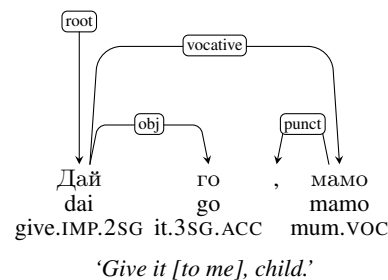 root
vocative
obj punct
Дай го , мамо
dai go mamo
give.IMP.2SG it.3SG.ACC mum.VOC
'Give it [to me], child.'